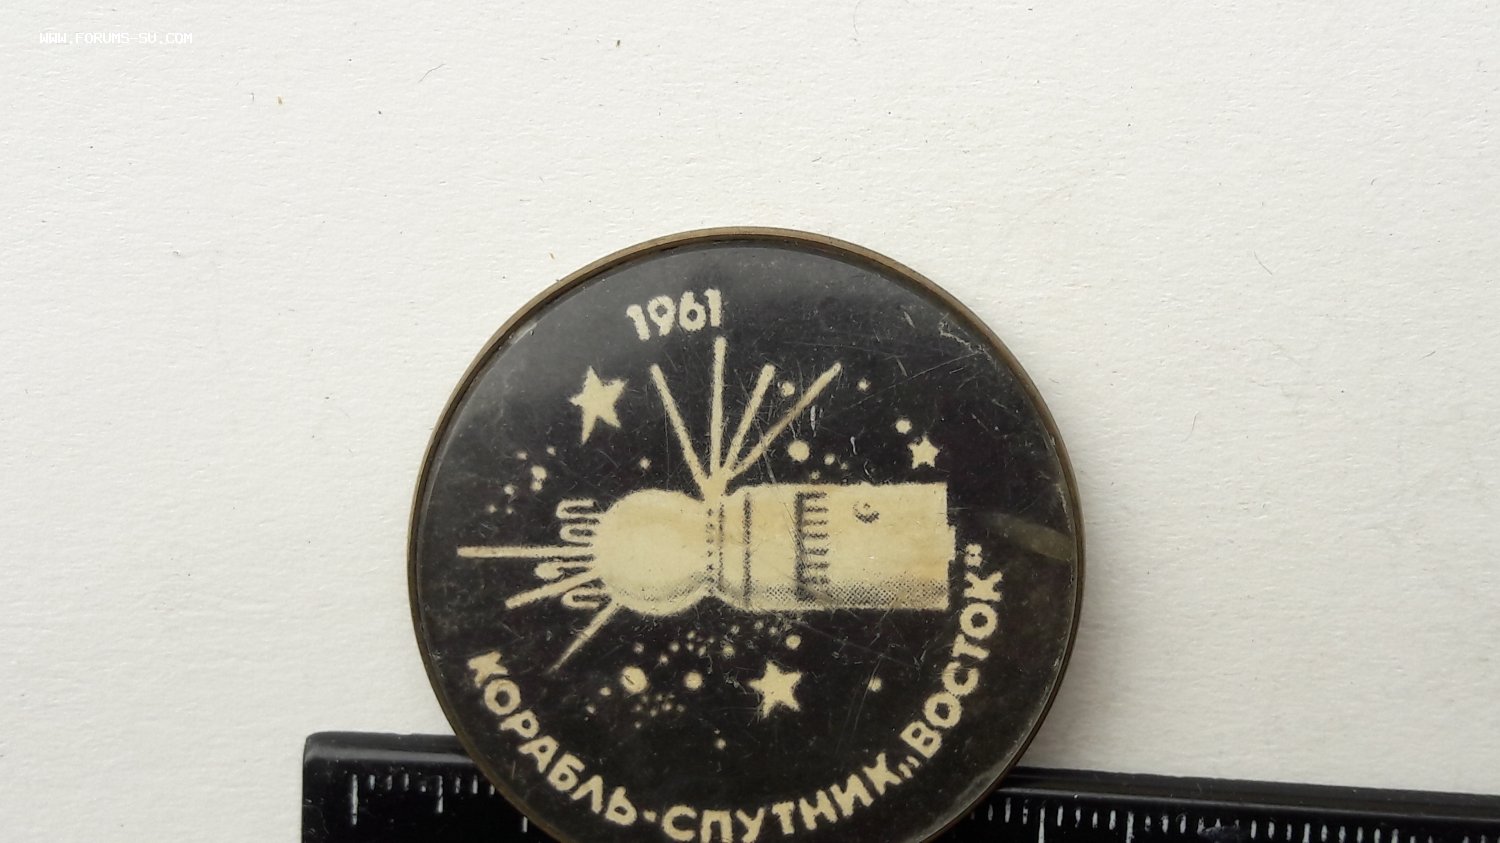 WWW.FORUMS-SU.COM
1961
КОРАБЛЬ-СПУТНИК „ВОСТОК“